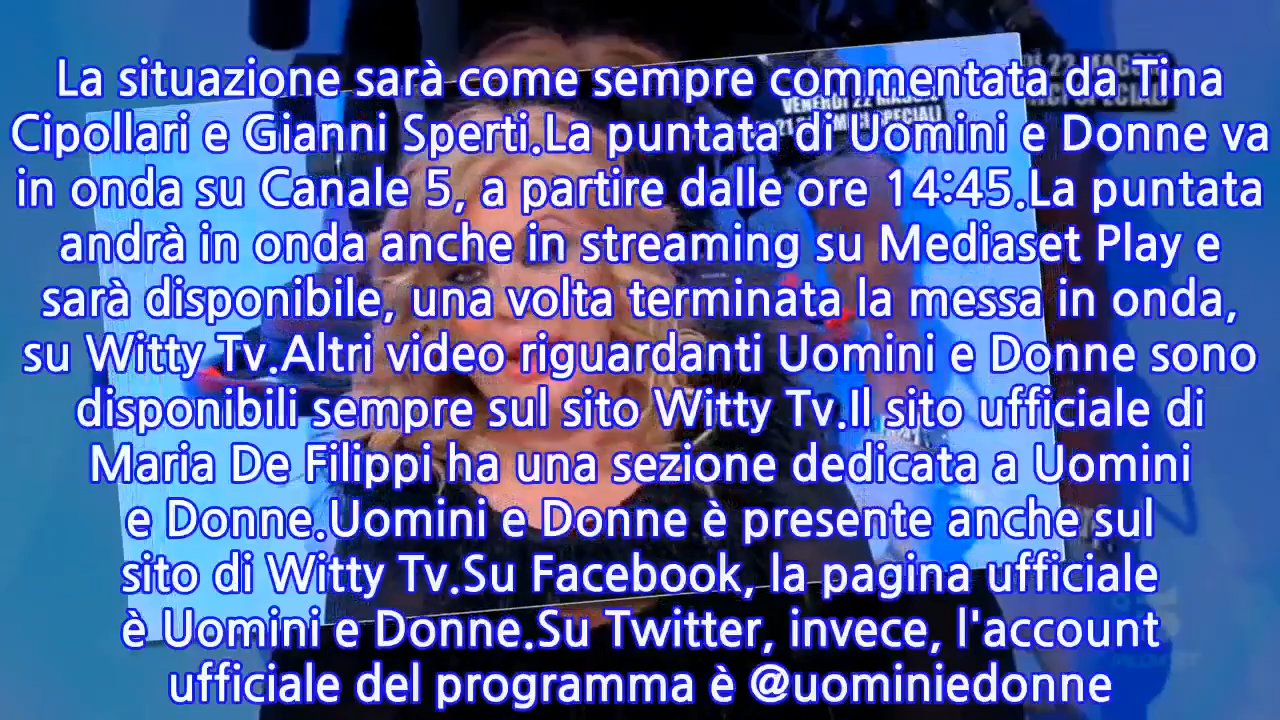 La situazione sarà come sempre commentata da Tina
Cipollari e Gianni Sperti.La puntata di Uomini e Donne va
in onda su Canale 5, a partire dalle ore 14:45.La puntata
andrà in onda anche in streaming su Mediaset Play e
sarà disponibile, una volta terminata la messa in onda,
su Witty Tv.Altri video riguardanti Uomini e Donne sono
disponibili sempre sul sito Witty Tv.Il sito ufficiale di
Maria De Filippi ha una sezione dedicata a Uomini
e Donne.Uomini e Donne è presente anche sul
sito di Witty Tv.Su Facebook, la pagina ufficiale
è Uomini e Donne.Su Twitter, invece, l'account
ufficiale del programma è @uominiedonne
VENERDÌ 22